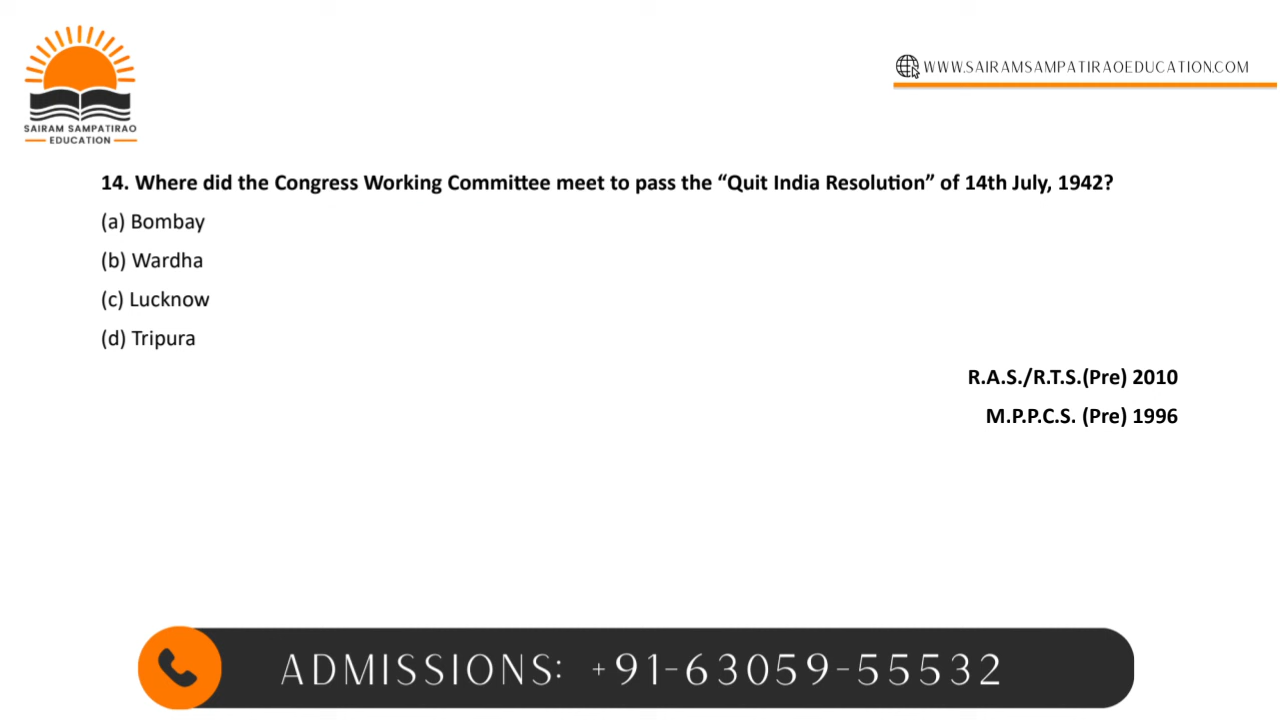 SAIRAM SAMPATIRAO
EDUCATION
WWW.SAIRAMSAMPATIRAOEDUCATION.COM
14. Where did the Congress Working Committee meet to pass the “Quit India Resolution” of 14th July, 1942?
(a) Bombay
(b) Wardha
(c) Lucknow
(d) Tripura
R.A.S./R.T.S.(Pre) 2010
M.P.P.C.S. (Pre) 1996
ADMISSIONS: +91-63059-55532